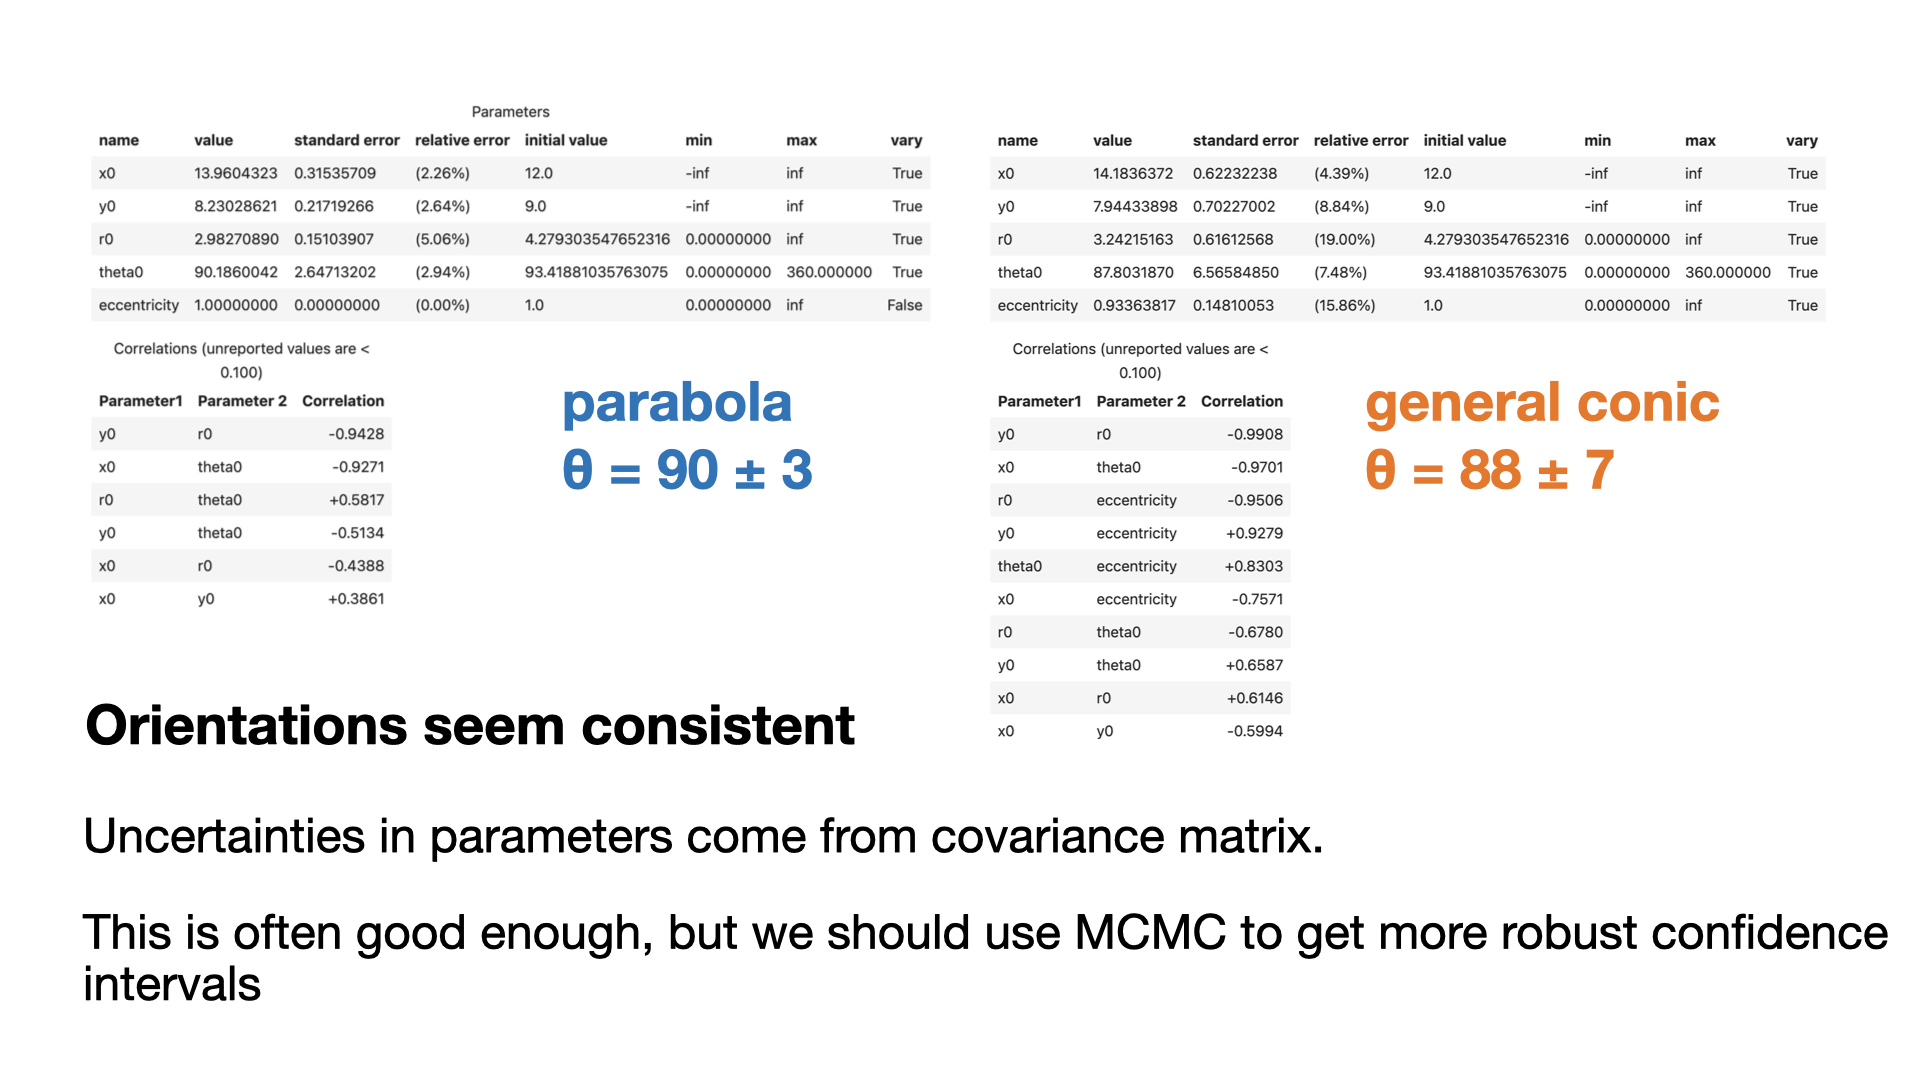 Parameters
name value standard error relative error initial value min max vary
x0 13.9604323 0.31535709 (2.26%) 12.0 -inf inf True
y0 8.23028621 0.21719266 (2.64%) 9.0 -inf inf True
r0 2.98270890 0.15103907 (5.06%) 4.279303547652316 0.00000000 inf True
theta0 90.1860042 2.64713202 (2.94%) 93.41881035763075 0.00000000 360.000000 True
eccentricity 1.00000000 0.00000000 (0.00%) 1.0 0.00000000 inf False
Correlations (unreported values are <
0.100)
Parameter1 Parameter 2 Correlation
y0 r0 -0.9428
x0 theta0 -0.9271
r0 theta0 +0.5817
y0 theta0 -0.5134
x0 r0 -0.4388
x0 y0 +0.3861
parabola
θ = 90 ± 3
name value standard error relative error initial value min max vary
x0 14.1836372 0.62232238 (4.39%) 12.0 -inf inf True
y0 7.94433898 0.70227002 (8.84%) 9.0 -inf inf True
r0 3.24215163 0.61612568 (19.00%) 4.279303547652316 0.00000000 inf True
theta0 87.8031870 6.56584850 (7.48%) 93.41881035763075 0.00000000 360.000000 True
eccentricity 0.93363817 0.14810053 (15.86%) 1.0 0.00000000 inf True
Correlations (unreported values are <
0.100)
Parameter1 Parameter 2 Correlation
y0 r0 -0.9908
x0 theta0 -0.9701
r0 eccentricity -0.9506
y0 eccentricity +0.9279
theta0 eccentricity +0.8303
x0 eccentricity -0.7571
r0 theta0 -0.6780
y0 theta0 +0.6587
x0 r0 +0.6146
x0 y0 -0.5994
general conic
θ = 88 ± 7
Orientations seem consistent
Uncertainties in parameters come from covariance matrix.
This is often good enough, but we should use MCMC to get more robust confidence
intervals